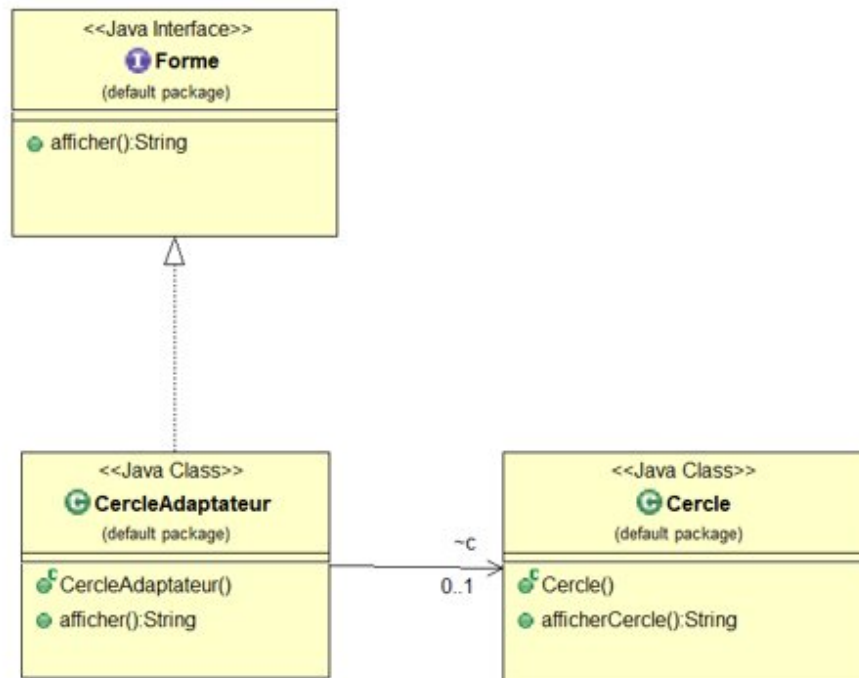 <<Java Interface>>
Forme
(default package)
afficher():String
<<Java Class>>
CercleAdaptateur
(default package)
CercleAdaptateur()
afficher():String
~c
0..1
<<Java Class>>
Cercle
(default package)
Cercle()
afficherCercle():String